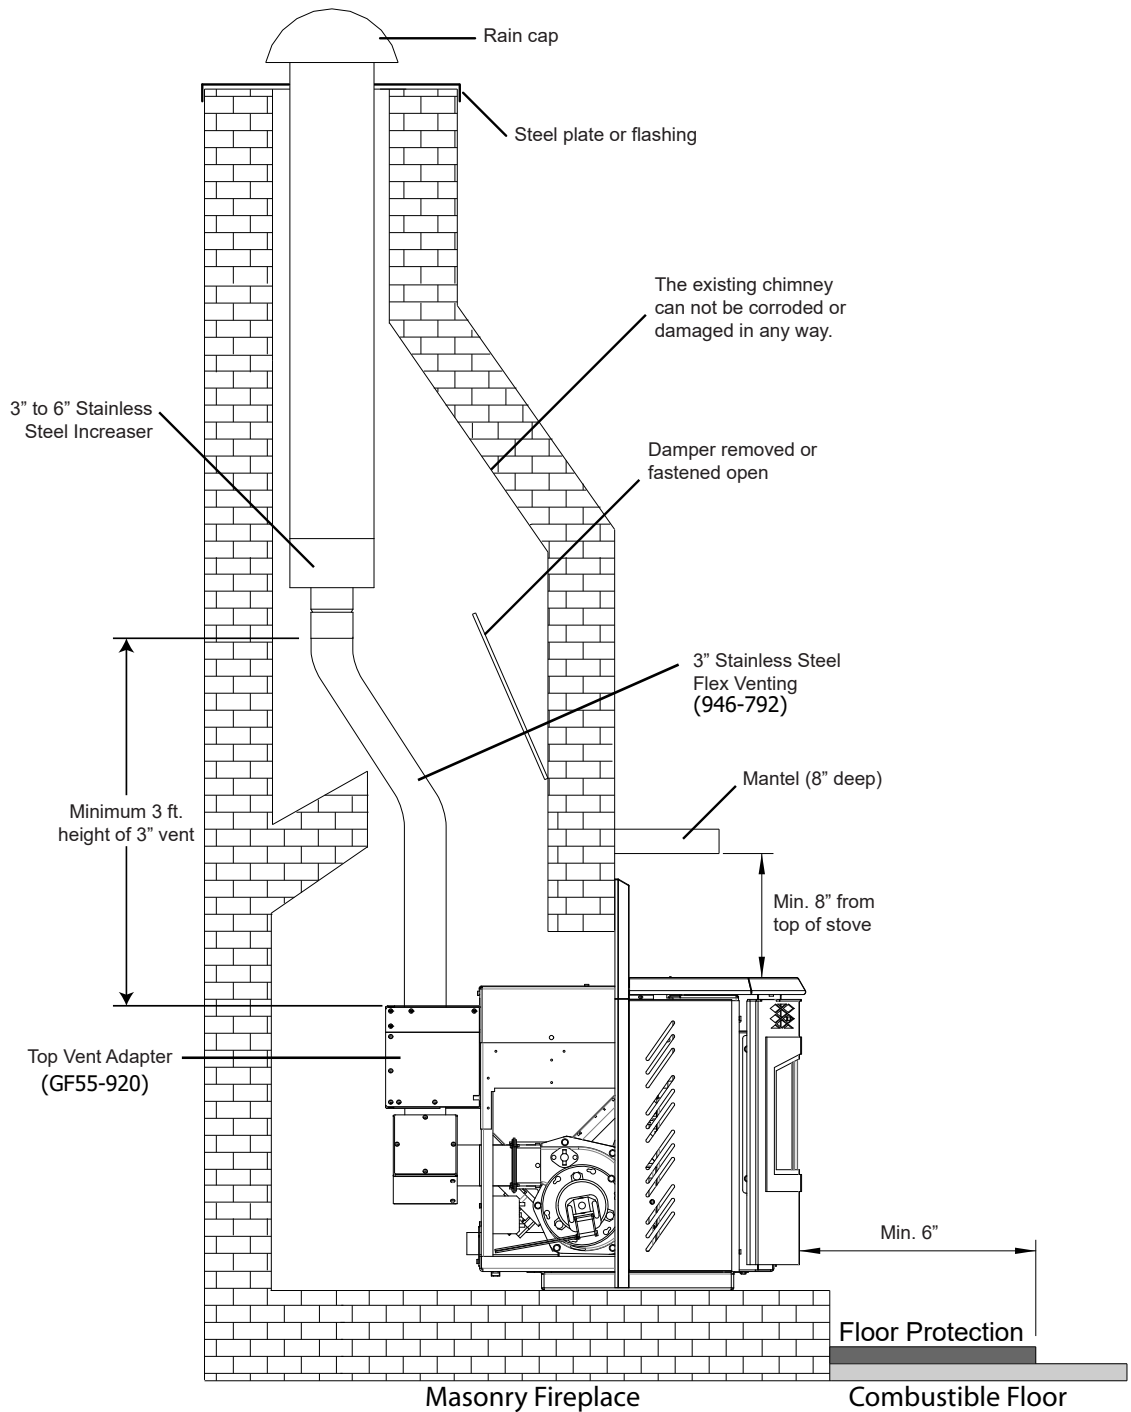 Rain cap
Steel plate or flashing
The existing chimney
can not be corroded or
damaged in any way.
3” to 6” Stainless
Steel Increaser
Damper removed or
fastened open
3” Stainless Steel
Flex Venting
(946-792)
Mantel (8” deep)
Minimum 3 ft.
height of 3” vent
Min. 8” from
top of stove
Top Vent Adapter
(GF55-920)
Min. 6”
Floor Protection
Masonry Fireplace
Combustible Floor